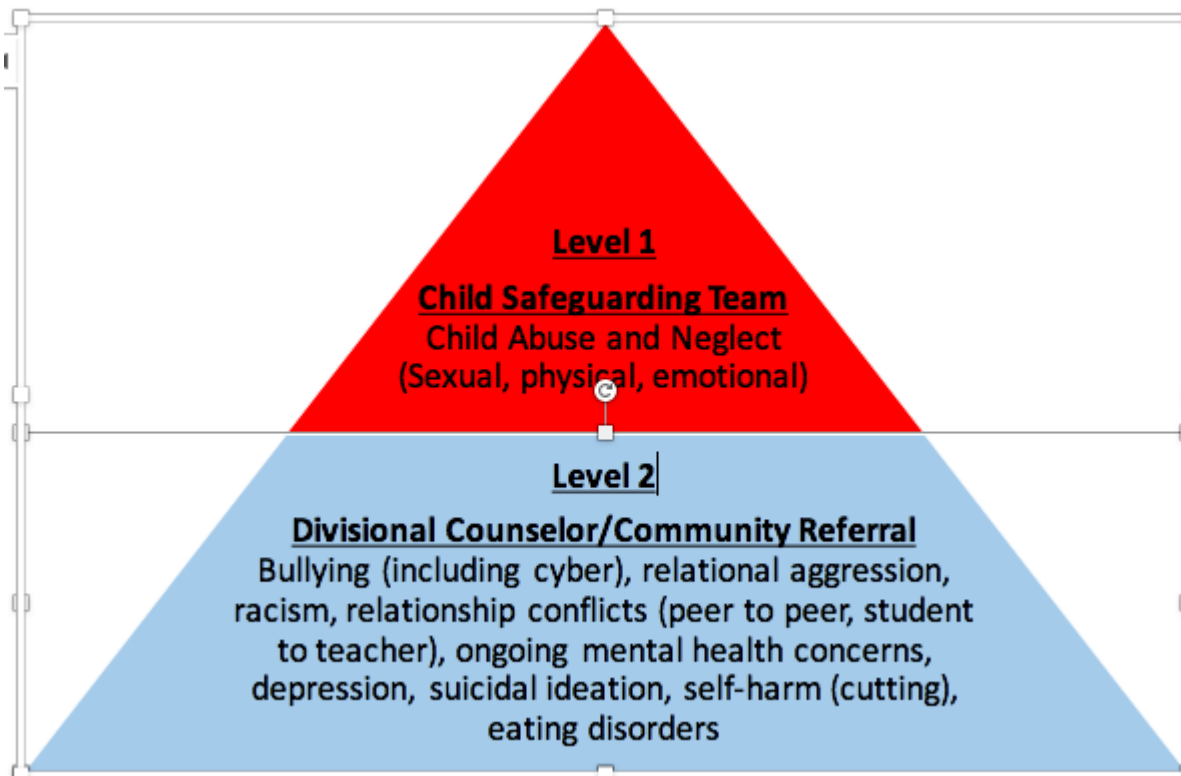 Level 1
Child Safeguarding Team
Child Abuse and Neglect
(Sexual, physical, emotional)
Level 2
Divisional Counselor/Community Referral
Bullying (including cyber), relational aggression,
racism, relationship conflicts (peer to peer, student
to teacher), ongoing mental health concerns,
depression, suicidal ideation, self-harm (cutting),
eating disorders